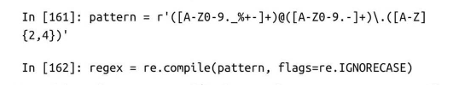 In [161]: pattern = r'([A-Z0-9._%+-]+)@([A-Z0-9.-]+)\.([A-Z]
{2,4})'
In [162]: regex = re.compile(pattern, flags=re.IGNORECASE)